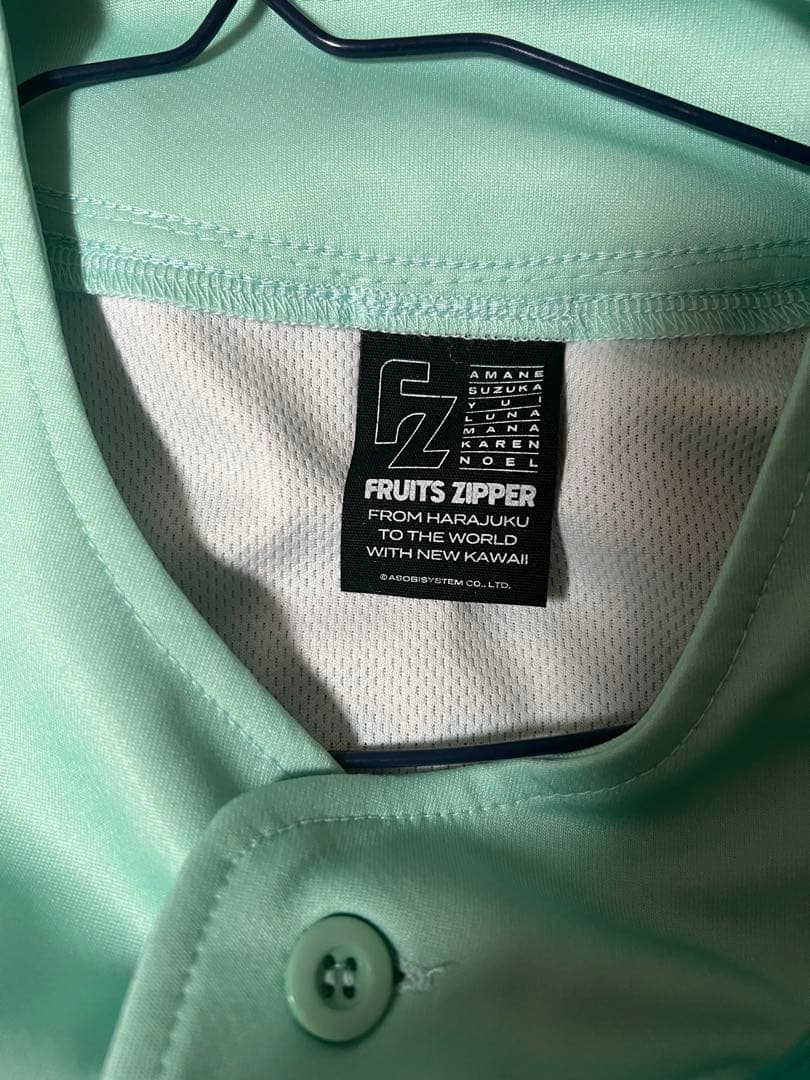 FZ
AMANE
SUZUKA
YUI
LUNA
MANA
KAREN
NOEL
FRUITS ZIPPER
FROM HARAJUKU
TO THE WORLD
WITH NEW KAWAII
©ASOBISYSTEM CO., LTD.